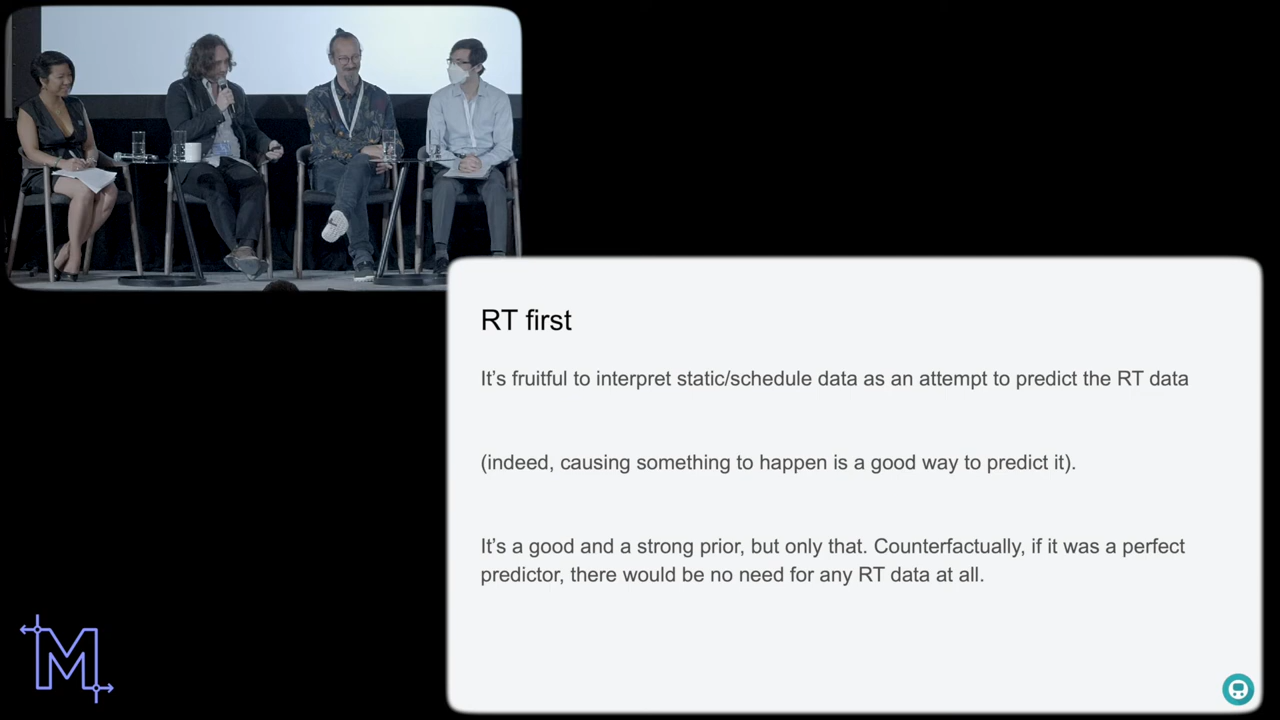 RT first
It's fruitful to interpret static/schedule data as an attempt to predict the RT data
(indeed, causing something to happen is a good way to predict it).
It's a good and a strong prior, but only that. Counterfactually, if it was a perfect
predictor, there would be no need for any RT data at all.
M